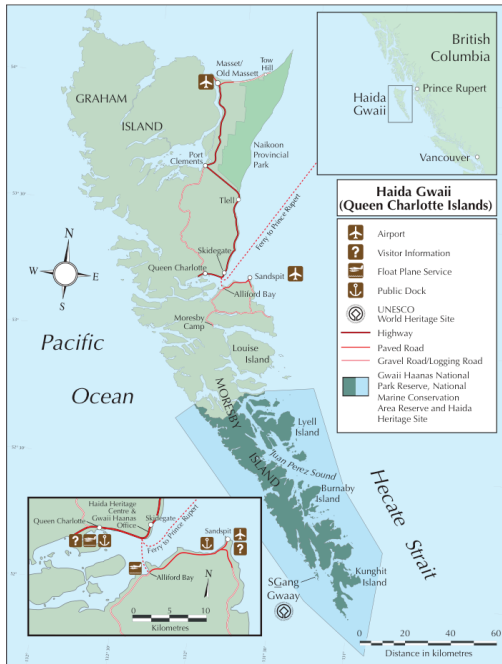 British
Columbia
Prince Rupert
Haida
Gwaii
Vancouver
Masset/
Old Massett
Tow
Hill
GRAHAM
ISLAND
Naikoon
Provincial
Park
Port
Clements
Tlell
Ferry to Prince Rupert
Skidegate
Queen Charlotte
Sandspit
Alliford Bay
Moresby
Camp
Louise
Island
N
W
E
S
Pacific
Ocean
Haida Gwaii
(Queen Charlotte Islands)
Airport
?
Visitor Information
Float Plane Service
Public Dock
UNESCO
World Heritage Site
Highway
Paved Road
Gravel Road/Logging Road
Gwaii Haanas National
Park Reserve, National
Marine Conservation
Area Reserve and Haida
Heritage Site
MORESBY
ISLAND
Lyell
Island
Juan Perez Sound
Burnaby
Island
Hecate Strait
Kunghit
Island
SGang
Gwaay
Haida Heritage
Centre &
Gwaii Haanas
Office
Skidegate
Queen Charlotte
?
Ferry to Prince Rupert
Sandspit
?
Alliford Bay
N
0 5 10
Kilometres
0 20 40 60
Distance in kilometres